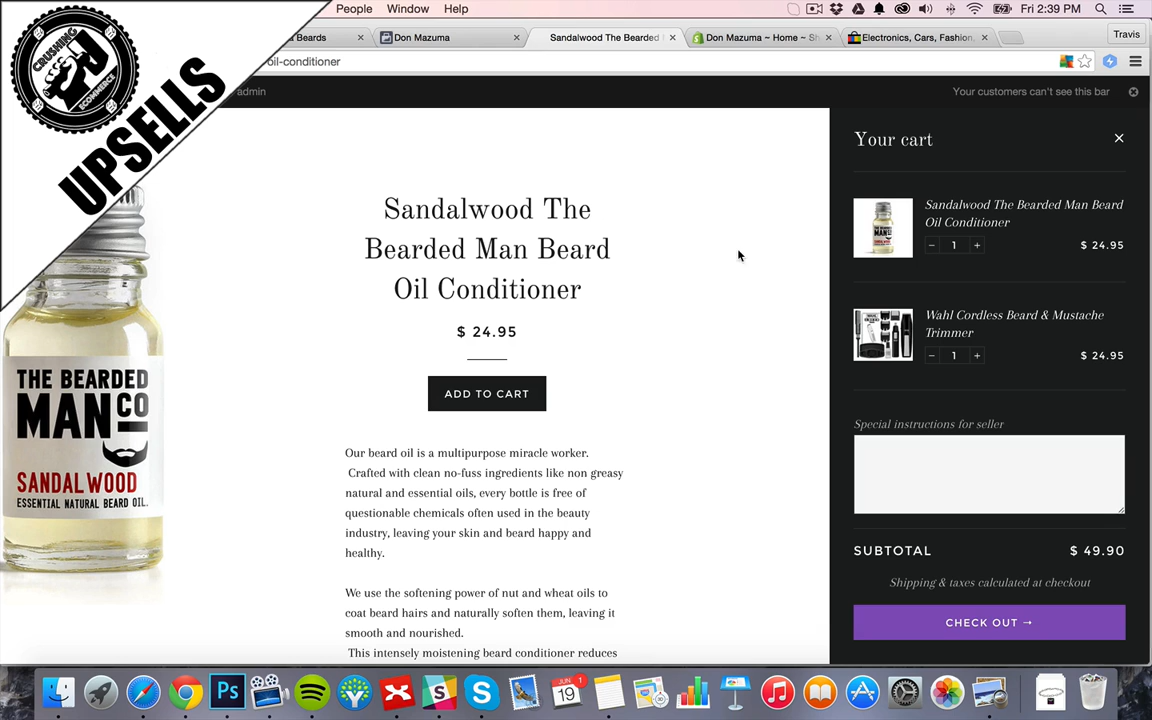 People Window Help
Fri 2:39 PM
CRUSHING
ECOMMERCE
UPSELLS
Beards
Don Mazuma
Sandalwood The Bearded
Don Mazuma ~ Home ~ Sh
Electronics, Cars, Fashion,
Travis
oil-conditioner
admin
Your customers can't see this bar
THE BEARDED
MAN CO
SANDALWOOD
ESSENTIAL NATURAL BEARD OIL.
Sandalwood The
Bearded Man Beard
Oil Conditioner
$ 24.95
ADD TO CART
Our beard oil is a multipurpose miracle worker.
Crafted with clean no-fuss ingredients like non greasy
natural and essential oils, every bottle is free of
questionable chemicals often used in the beauty
industry, leaving your skin and beard happy and
healthy.
We use the softening power of nut and wheat oils to
coat beard hairs and naturally soften them, leaving it
smooth and nourished.
This intensely moistening beard conditioner reduces
Your cart
Sandalwood The Bearded Man Beard
Oil Conditioner
− 1 + $ 24.95
Wahl Cordless Beard & Mustache
Trimmer
− 1 + $ 24.95
Special instructions for seller
SUBTOTAL $ 49.90
Shipping & taxes calculated at checkout
CHECK OUT →
JUN
19
1